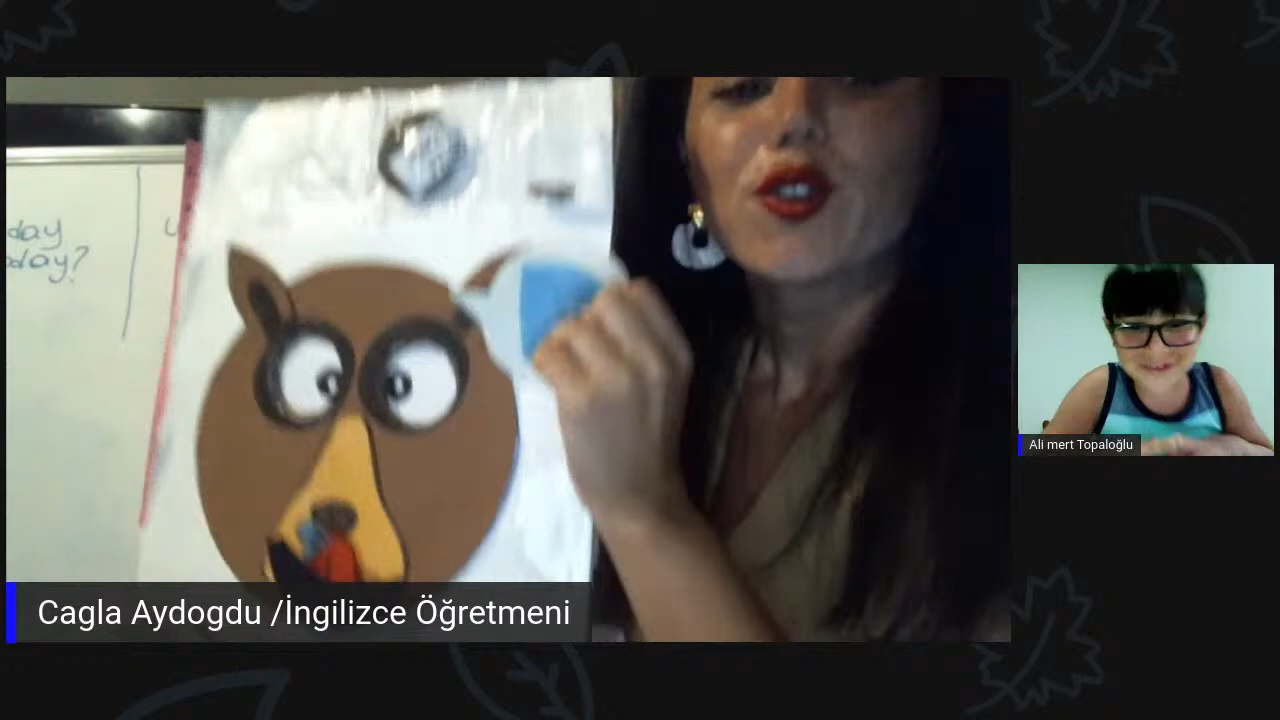 day
day?
Cagla Aydogdu /İngilizce Öğretmeni
Ali mert Topaloğlu